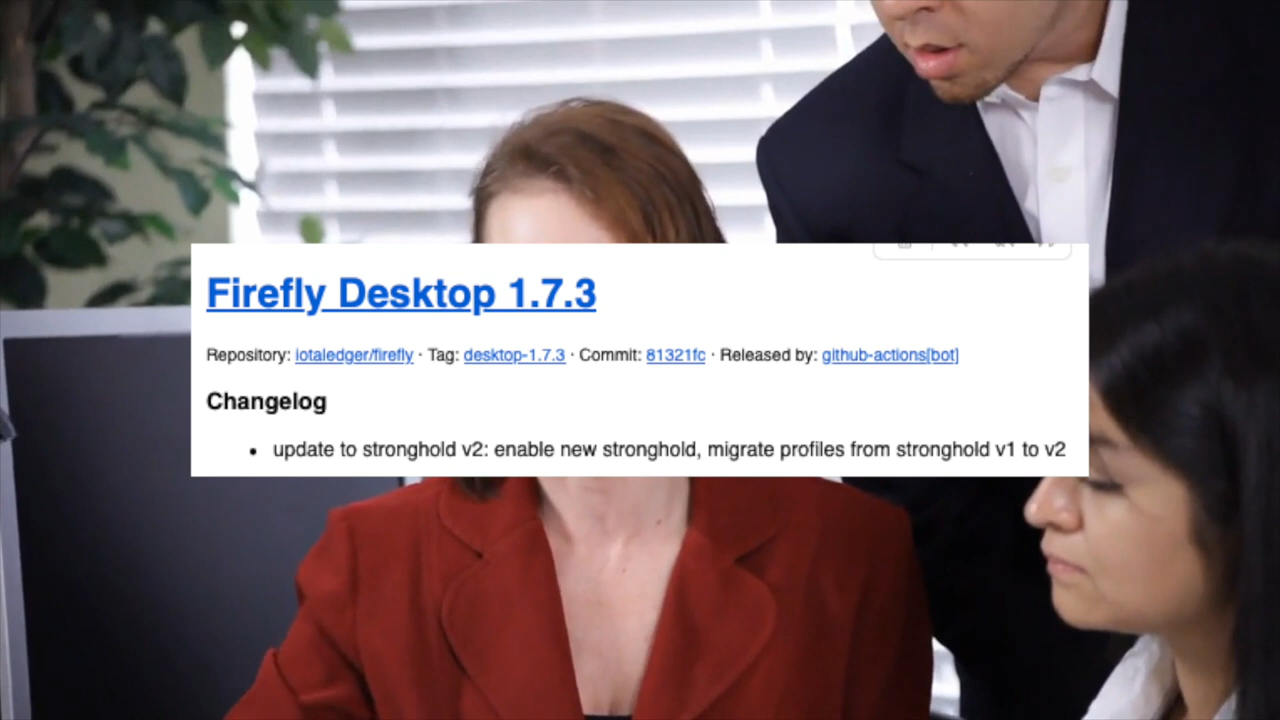 Firefly Desktop 1.7.3
Repository: iotaledger/firefly · Tag: desktop-1.7.3 · Commit: 81321fc · Released by: github-actions[bot]
Changelog
• update to stronghold v2: enable new stronghold, migrate profiles from stronghold v1 to v2